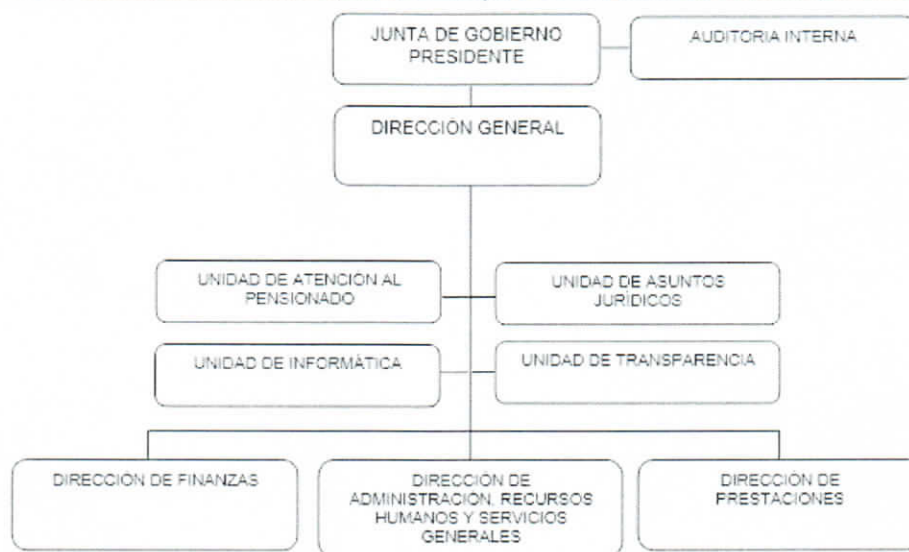 JUNTA DE GOBIERNO
PRESIDENTE
AUDITORIA INTERNA
DIRECCIÓN GENERAL
UNIDAD DE ATENCIÓN AL
PENSIONADO
UNIDAD DE ASUNTOS
JURÍDICOS
UNIDAD DE INFORMÁTICA
UNIDAD DE TRANSPARENCIA
DIRECCIÓN DE FINANZAS
DIRECCIÓN DE
ADMINISTRACIÓN, RECURSOS
HUMANOS Y SERVICIOS
GENERALES
DIRECCIÓN DE
PRESTACIONES